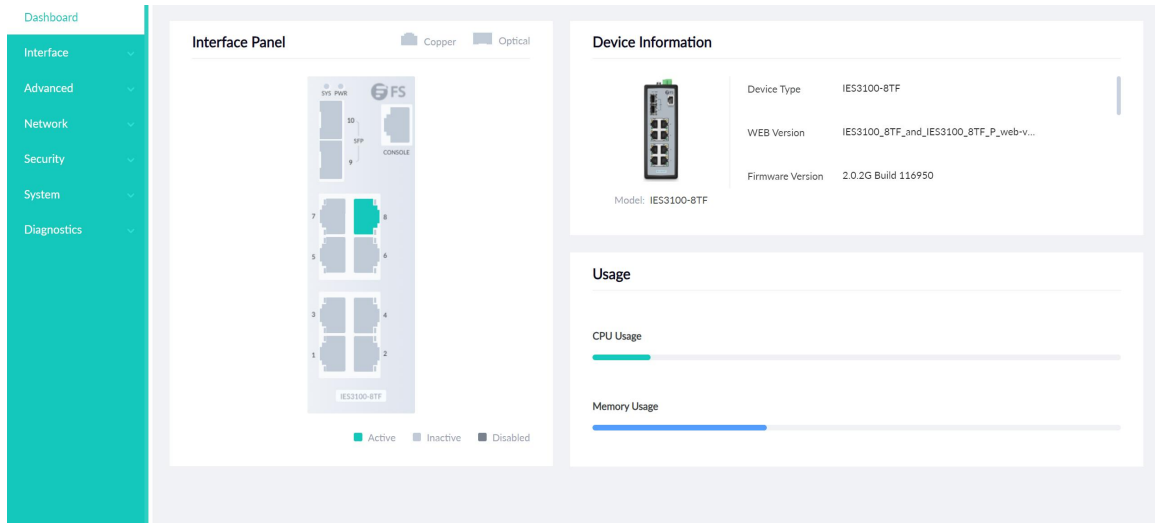 Dashboard
Interface
Advanced
Network
Security
System
Diagnostics
Interface Panel
Copper
Optical
SYS PWR
FS
10
SFP
9
CONSOLE
7
8
5
6
3
4
1
2
IES3100-8TF
Active
Inactive
Disabled
Device Information
Model: IES3100-8TF
Device Type IES3100-8TF
WEB Version IES3100_8TF_and_IES3100_8TF_P_web-v...
Firmware Version 2.0.2G Build 116950
Usage
CPU Usage
Memory Usage